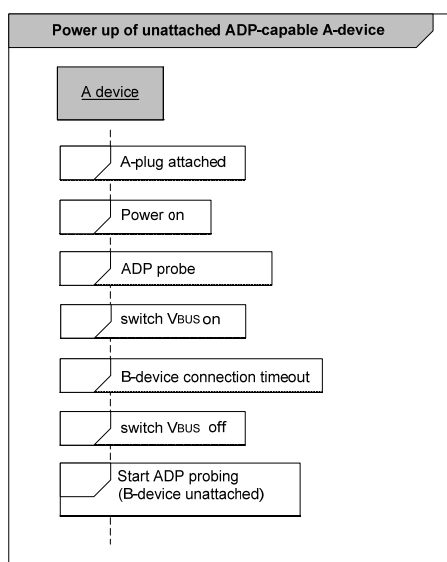 Power up of unattached ADP-capable A-device
A device
A-plug attached
Power on
ADP probe
switch VBUS on
B-device connection timeout
switch VBUS off
Start ADP probing
(B-device unattached)